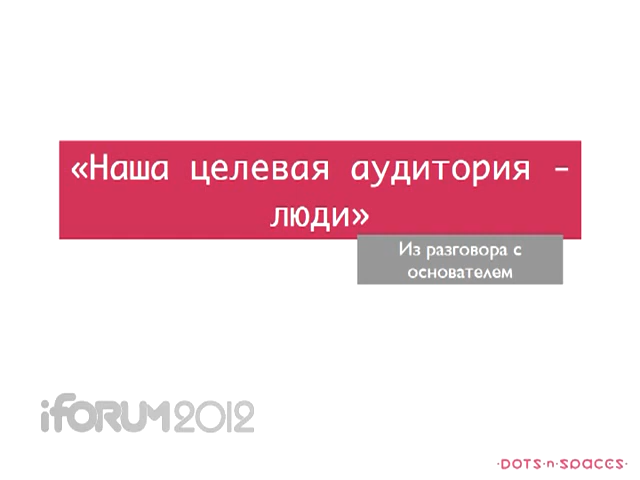 «Наша целевая аудитория –
люди»
Из разговора с
основателем
iFORUM2012
·DOTS·n·SPACES·